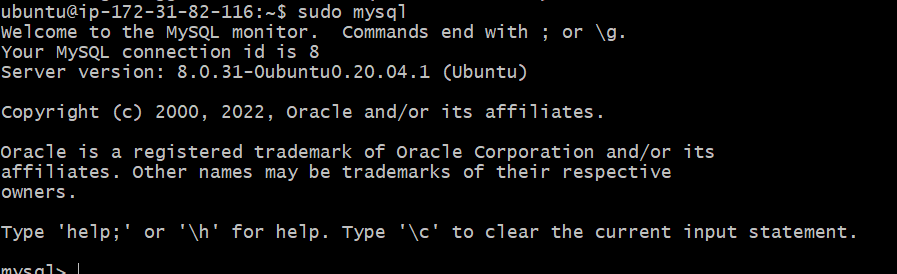 ubuntu@ip-172-31-82-116:~$ sudo mysql
Welcome to the MySQL monitor.  Commands end with ; or \g.
Your MySQL connection id is 8
Server version: 8.0.31-0ubuntu0.20.04.1 (Ubuntu)
Copyright (c) 2000, 2022, Oracle and/or its affiliates.
Oracle is a registered trademark of Oracle Corporation and/or its
affiliates. Other names may be trademarks of their respective
owners.
Type 'help;' or '\h' for help. Type '\c' to clear the current input statement.
mysql>